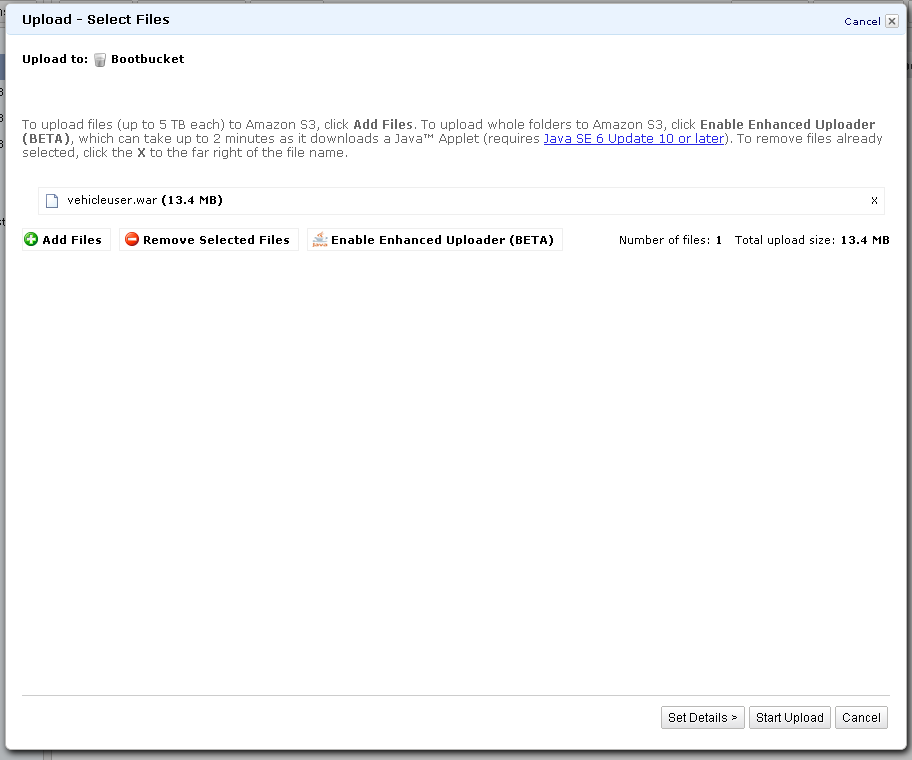 Upload - Select Files
Cancel
Upload to: Bootbucket
To upload files (up to 5 TB each) to Amazon S3, click Add Files. To upload whole folders to Amazon S3, click Enable Enhanced Uploader
(BETA), which can take up to 2 minutes as it downloads a Java™ Applet (requires Java SE 6 Update 10 or later). To remove files already
selected, click the X to the far right of the file name.
vehicleuser.war (13.4 MB) x
Add Files Remove Selected Files Enable Enhanced Uploader (BETA) Number of files: 1 Total upload size: 13.4 MB
Set Details > Start Upload Cancel